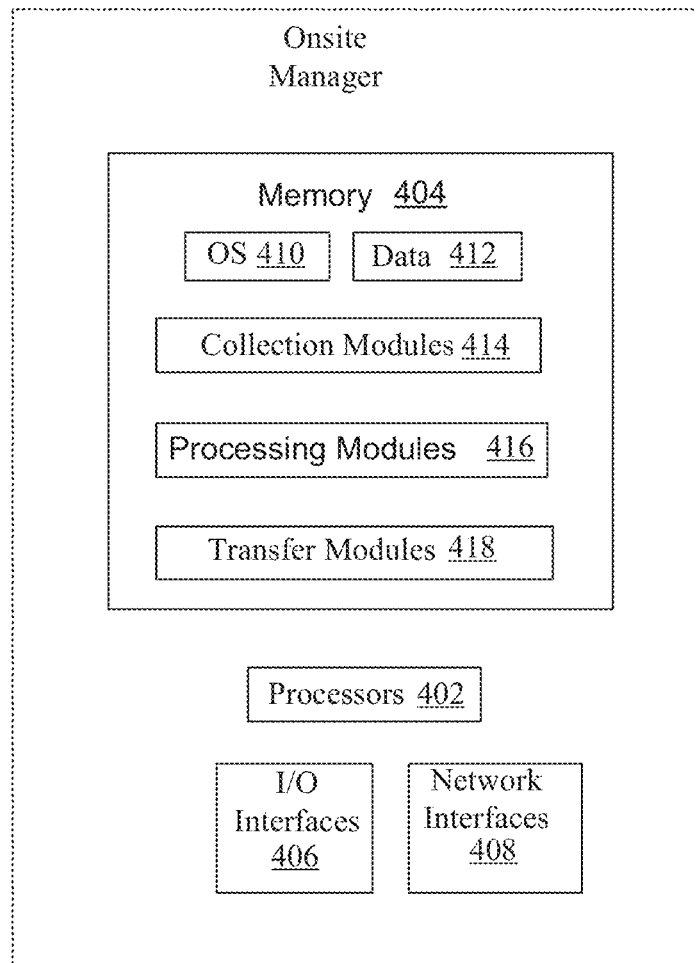 Onsite
Manager
Memory 404
OS 410
Data 412
Collection Modules 414
Processing Modules 416
Transfer Modules 418
Processors 402
I/O
Interfaces
406
Network
Interfaces
408